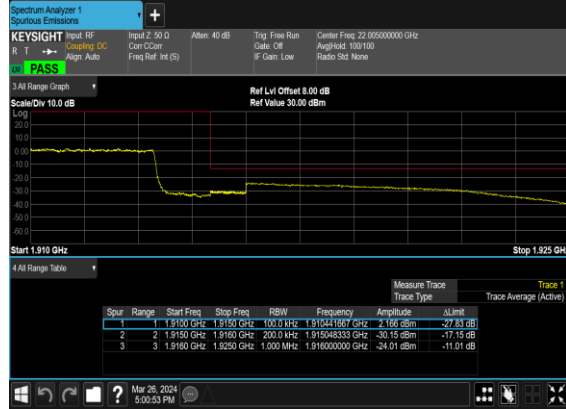 Spectrum Analyzer 1
Spurious Emissions
+
KEYSIGHT Input: RF Input Z: 50 Ω Atten: 40 dB Trig: Free Run Center Freq: 22.005000000 GHz
R T Coupling: DC Corr CCorr Gate: Off Avg|Hold: 100/100
Align: Auto Freq Ref: Int (S) IF Gain: Low Radio Std: None
PASS
3 All Range Graph
Ref Lvl Offset 8.00 dB
Scale/Div 10.0 dB Ref Value 30.00 dBm
Log
20.0
10.0
0.00
-10.0
-20.0
-30.0
-40.0
-50.0
-60.0
Start 1.910 GHz Stop 1.925 GH
4 All Range Table
Measure Trace Trace 1
Trace Type Trace Average (Active)
Spur Range Start Freq Stop Freq RBW Frequency Amplitude ΔLimit
1 1 1.9100 GHz 1.9150 GHz 100.0 kHz 1.910441667 GHz 2.166 dBm -27.83 dB
2 2 1.9150 GHz 1.9160 GHz 200.0 kHz 1.915048333 GHz -30.15 dBm -17.15 dB
3 3 1.9160 GHz 1.9250 GHz 1.000 MHz 1.916000000 GHz -24.01 dBm -11.01 dB
?
Mar 26, 2024
5:00:53 PM